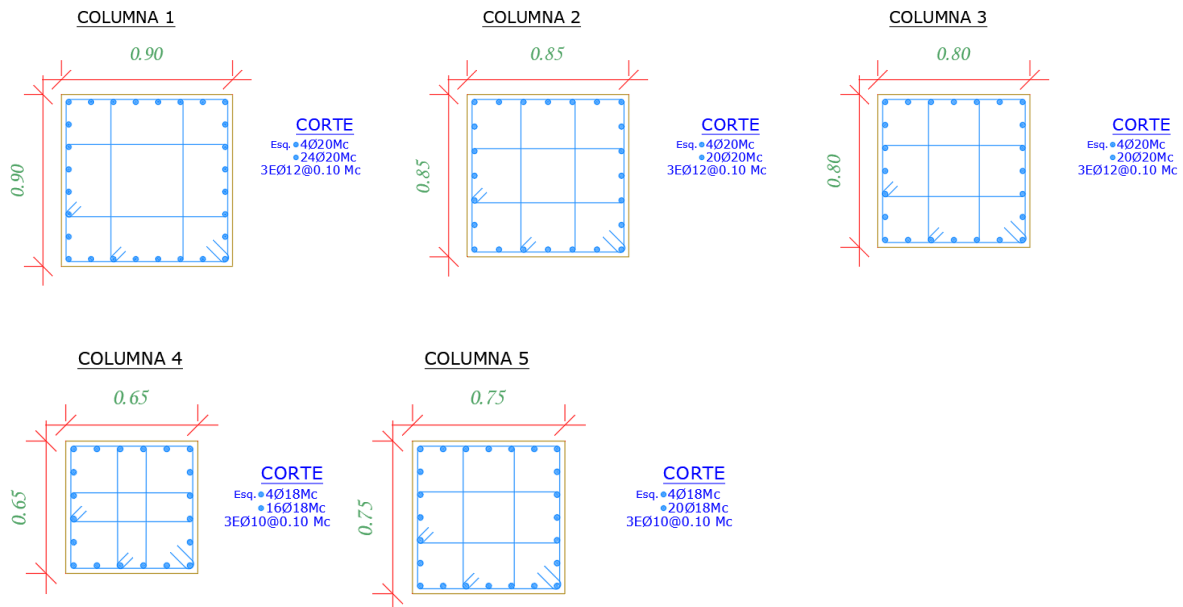 COLUMNA 1
0.90
0.90
CORTE
Esq. 4Ø20Mc
24Ø20Mc
3EØ12@0.10 Mc
COLUMNA 2
0.85
0.85
CORTE
Esq. 4Ø20Mc
20Ø20Mc
3EØ12@0.10 Mc
COLUMNA 3
0.80
0.80
CORTE
Esq. 4Ø20Mc
20Ø20Mc
3EØ12@0.10 Mc
COLUMNA 4
0.65
0.65
CORTE
Esq. 4Ø18Mc
16Ø18Mc
3EØ10@0.10 Mc
COLUMNA 5
0.75
0.75
CORTE
Esq. 4Ø18Mc
20Ø18Mc
3EØ10@0.10 Mc